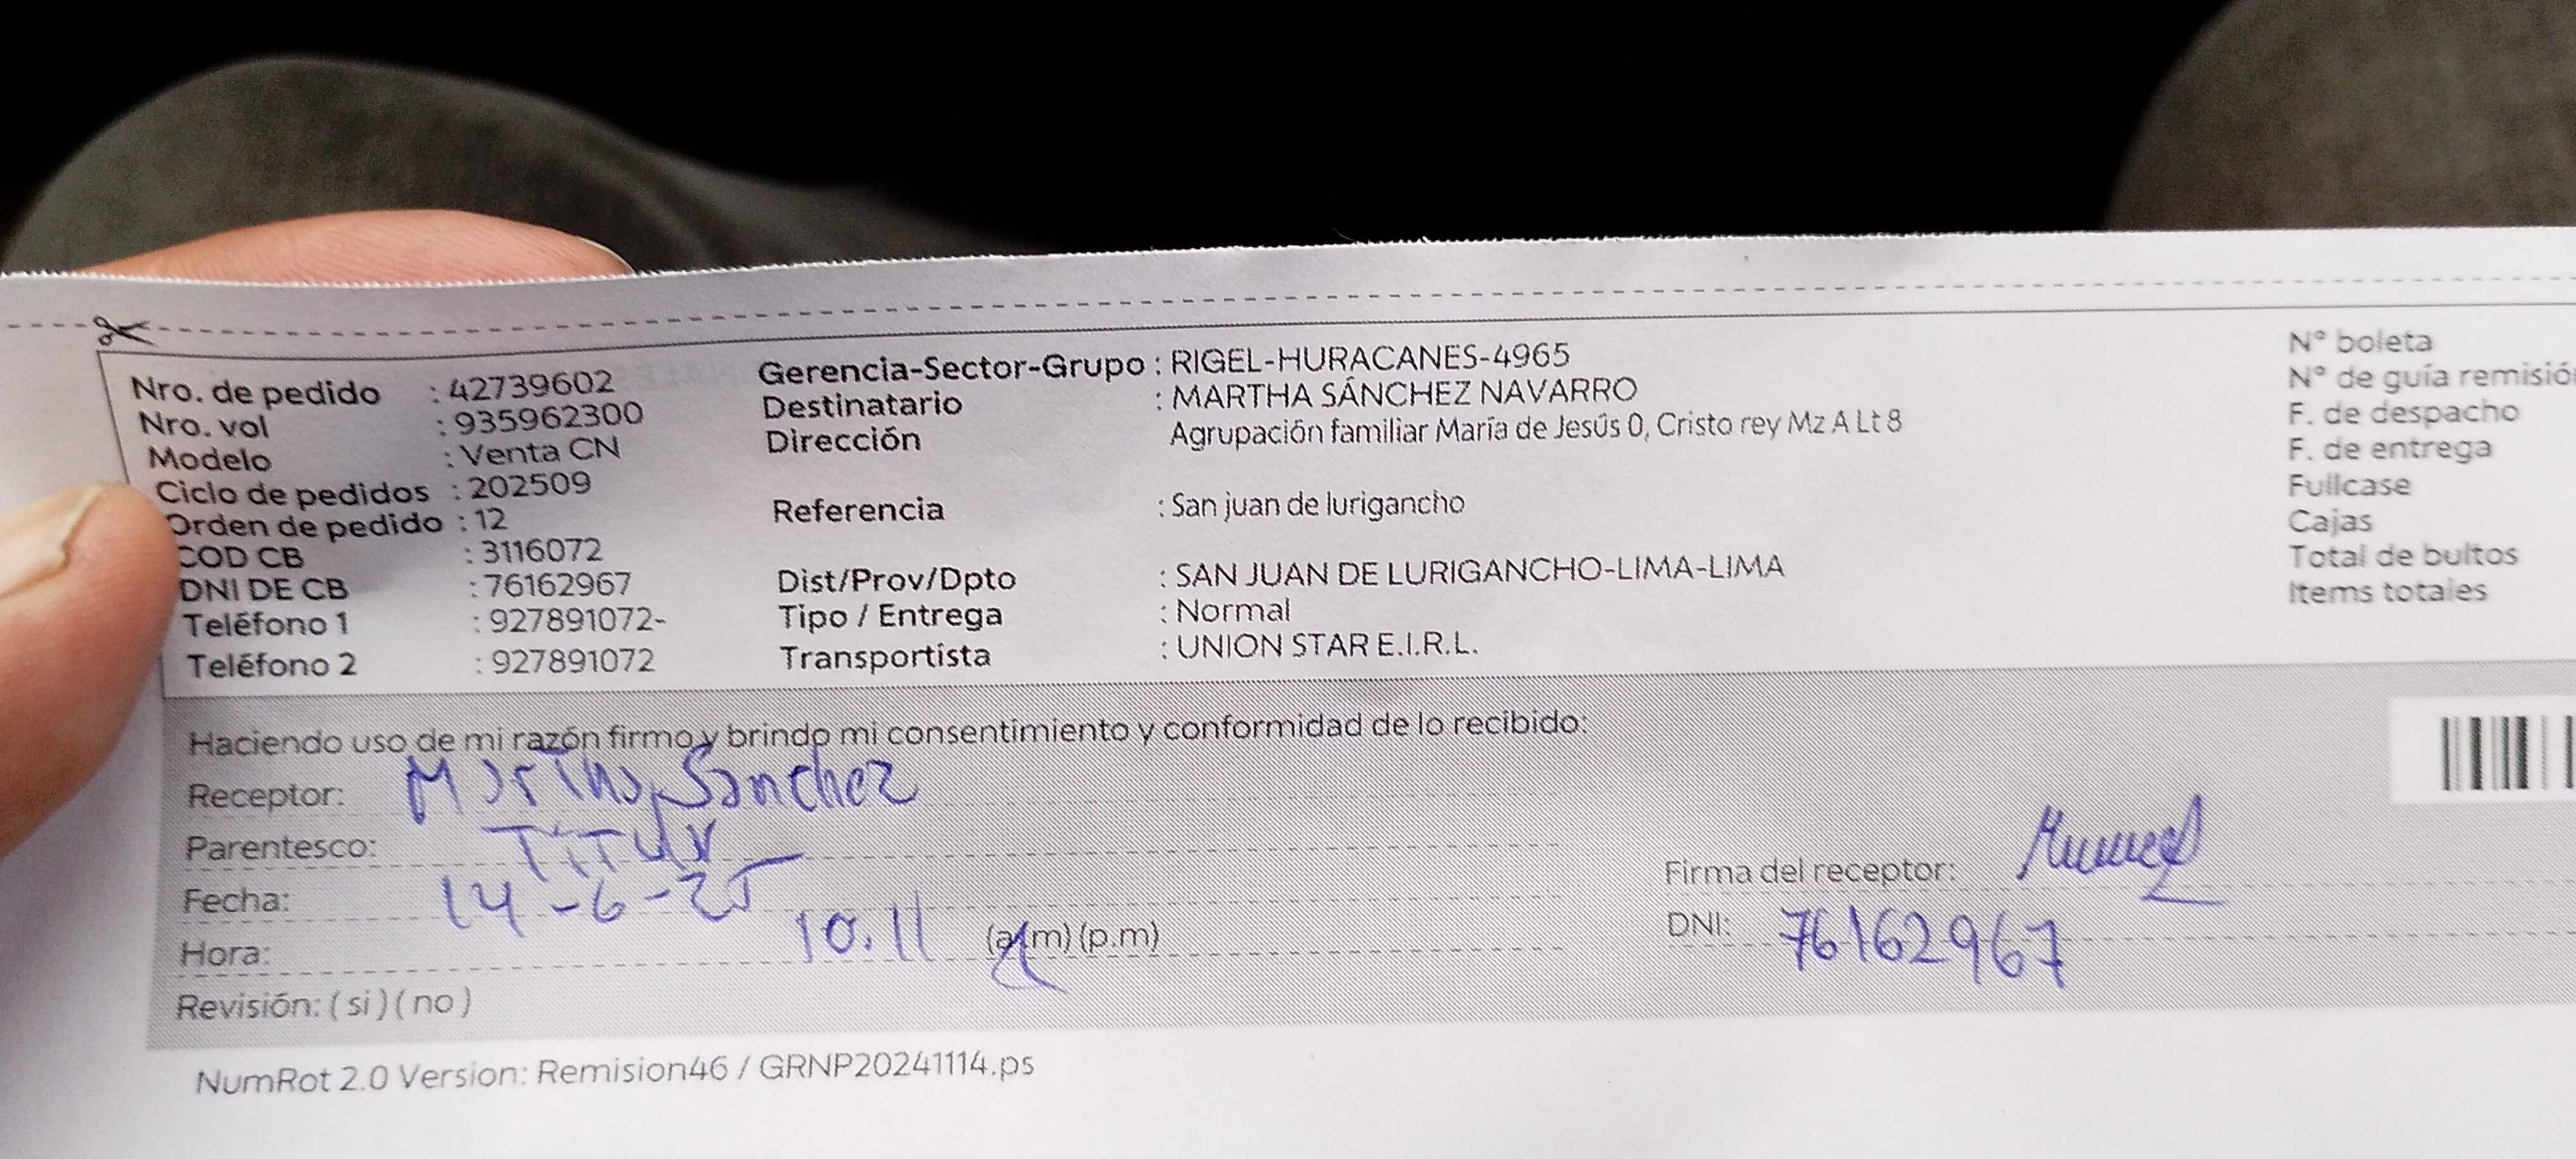 Nro. de pedido : 42739602
Nro. vol : 935962300
Modelo : Venta CN
Ciclo de pedidos : 202509
Orden de pedido : 12
COD CB : 3116072
DNI DE CB : 76162967
Teléfono 1 : 927891072-
Teléfono 2 : 927891072
Gerencia-Sector-Grupo : RIGEL-HURACANES-4965
Destinatario : MARTHA SÁNCHEZ NAVARRO
Dirección Agrupación familiar María de Jesús 0, Cristo rey Mz A Lt 8
Referencia : San juan de lurigancho
Dist/Prov/Dpto : SAN JUAN DE LURIGANCHO-LIMA-LIMA
Tipo / Entrega : Normal
Transportista : UNION STAR E.I.R.L.
N° boleta
N° de guía remisión
F. de despacho
F. de entrega
Fullcase
Cajas
Total de bultos
Items totales
Haciendo uso de mi razón firmo y brindo mi consentimiento y conformidad de lo recibido:
Receptor: Martha Sanchez
Parentesco: Titular
Fecha: 14-6-25
Hora: 10.11 (a.m) (p.m)
Revisión: ( si ) ( no )
Firma del receptor:
DNI: 76162967
NumRot 2.0 Version: Remision46 / GRNP20241114.ps